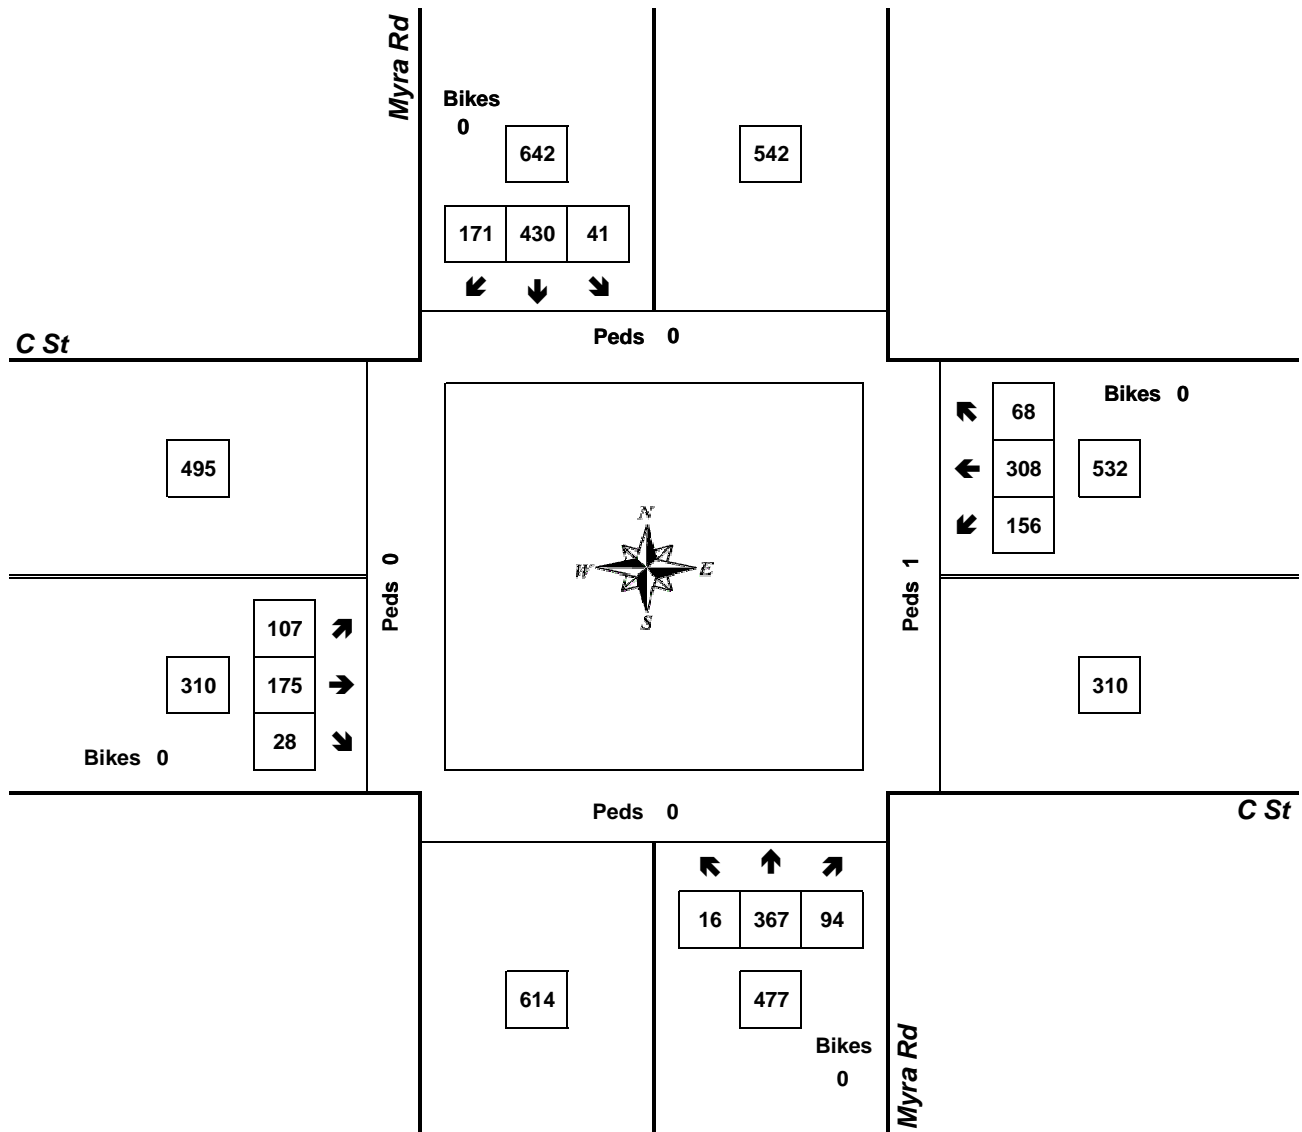 Myra Rd
Bikes
0
642
542
171 430 41
Peds 0
C St
Bikes 0
68
308
156
532
495
N
W E
S
Peds 0
Peds 1
107
175
28
310
Bikes 0
310
Peds 0
C St
16 367 94
614
477
Bikes
0
Myra Rd